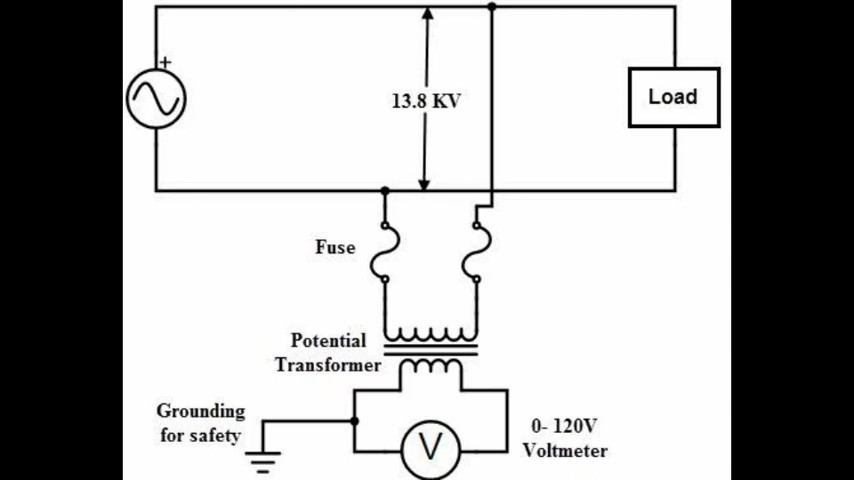 +
13.8 KV
Load
Fuse
Potential
Transformer
Grounding
for safety
V
0- 120V
Voltmeter